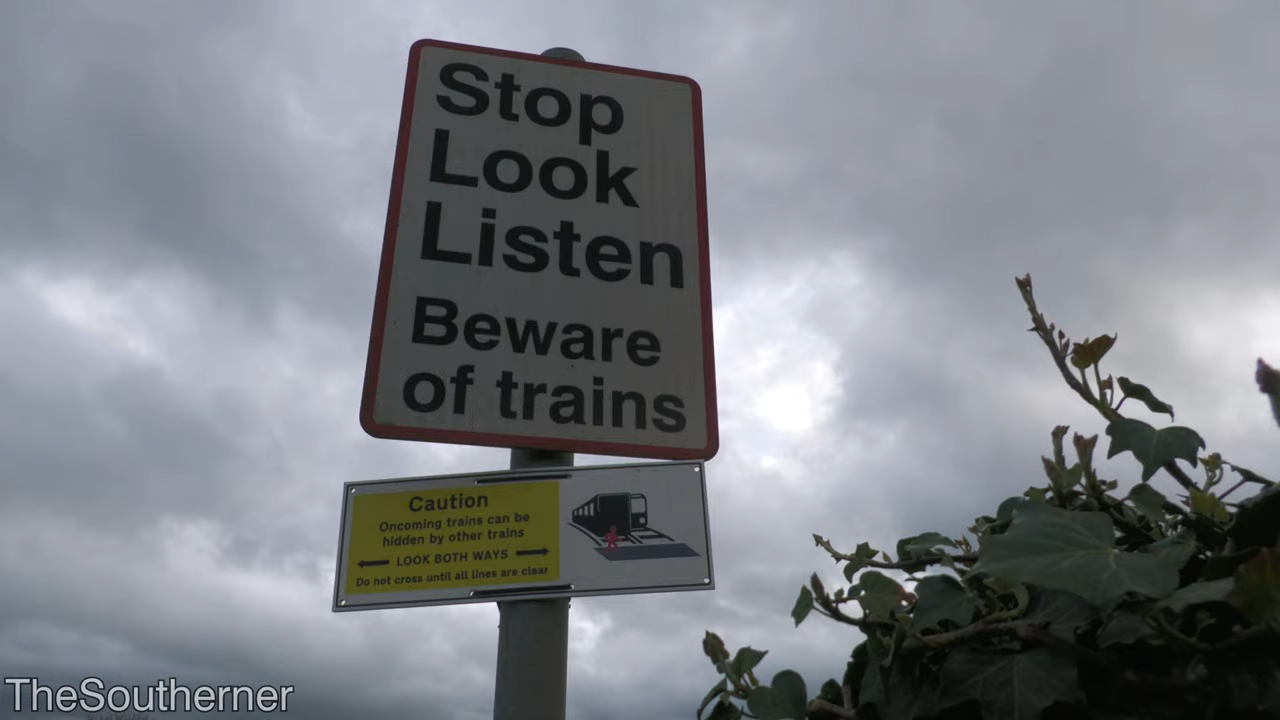 Stop
Look
Listen
Beware
of trains
Caution
Oncoming trains can be
hidden by other trains
LOOK BOTH WAYS
Do not cross until all lines are clear
TheSoutherner